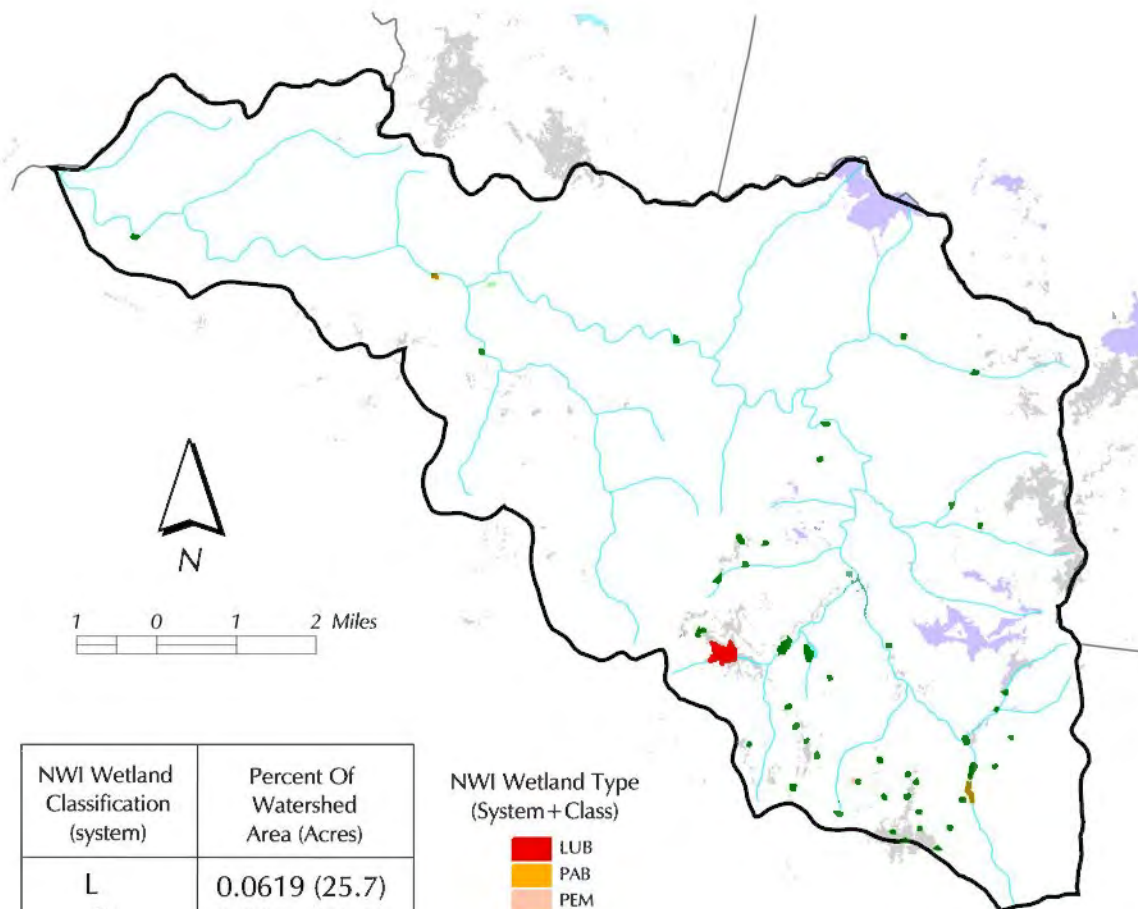 N
1 0 1 2 Miles
NWI Wetland
Classification
(system)
Percent Of
Watershed
Area (Acres)
L
0.0619 (25.7)
NWI Wetland Type
(System+Class)
LUB
PAB
PEM